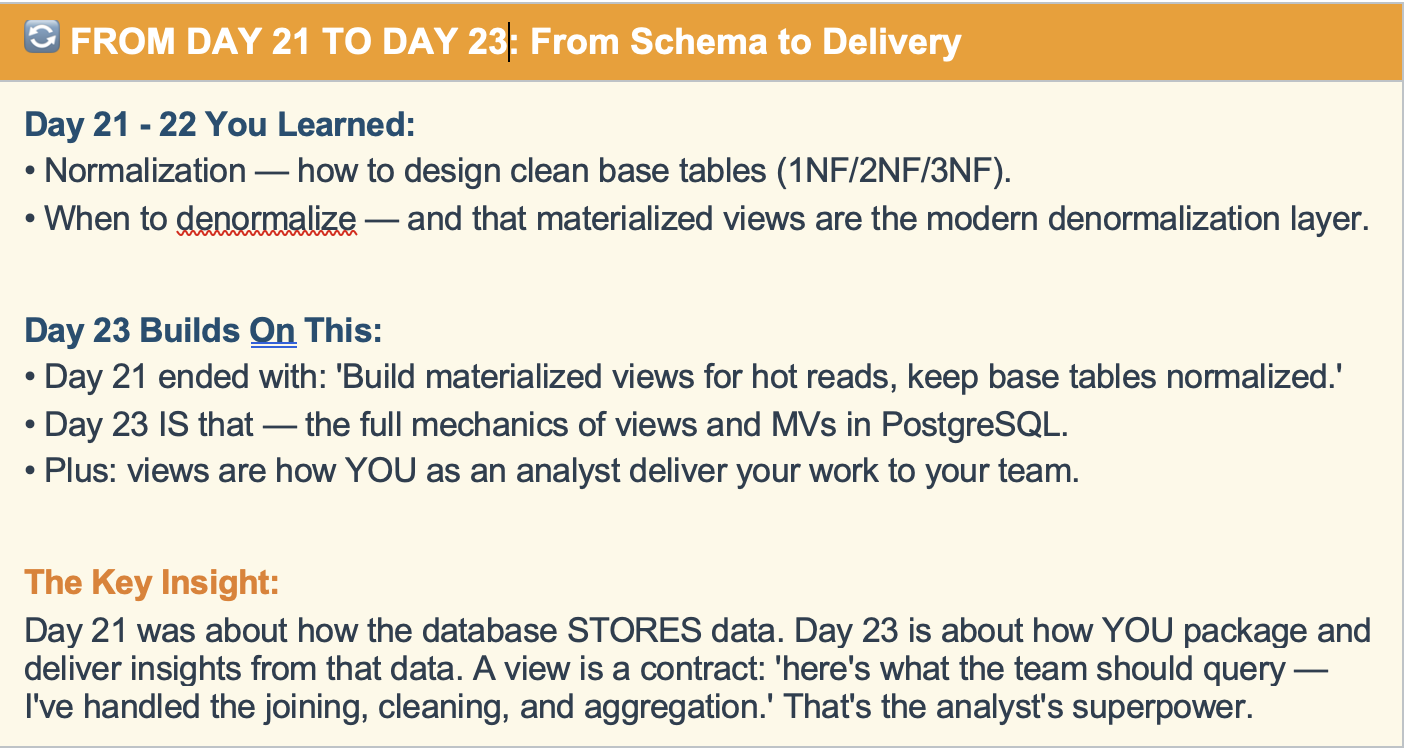 FROM DAY 21 TO DAY 23: From Schema to Delivery
Day 21 - 22 You Learned:
• Normalization — how to design clean base tables (1NF/2NF/3NF).
• When to denormalize — and that materialized views are the modern denormalization layer.
Day 23 Builds On This:
• Day 21 ended with: 'Build materialized views for hot reads, keep base tables normalized.'
• Day 23 IS that — the full mechanics of views and MVs in PostgreSQL.
• Plus: views are how YOU as an analyst deliver your work to your team.
The Key Insight:
Day 21 was about how the database STORES data. Day 23 is about how YOU package and
deliver insights from that data. A view is a contract: 'here's what the team should query —
I've handled the joining, cleaning, and aggregation.' That's the analyst's superpower.